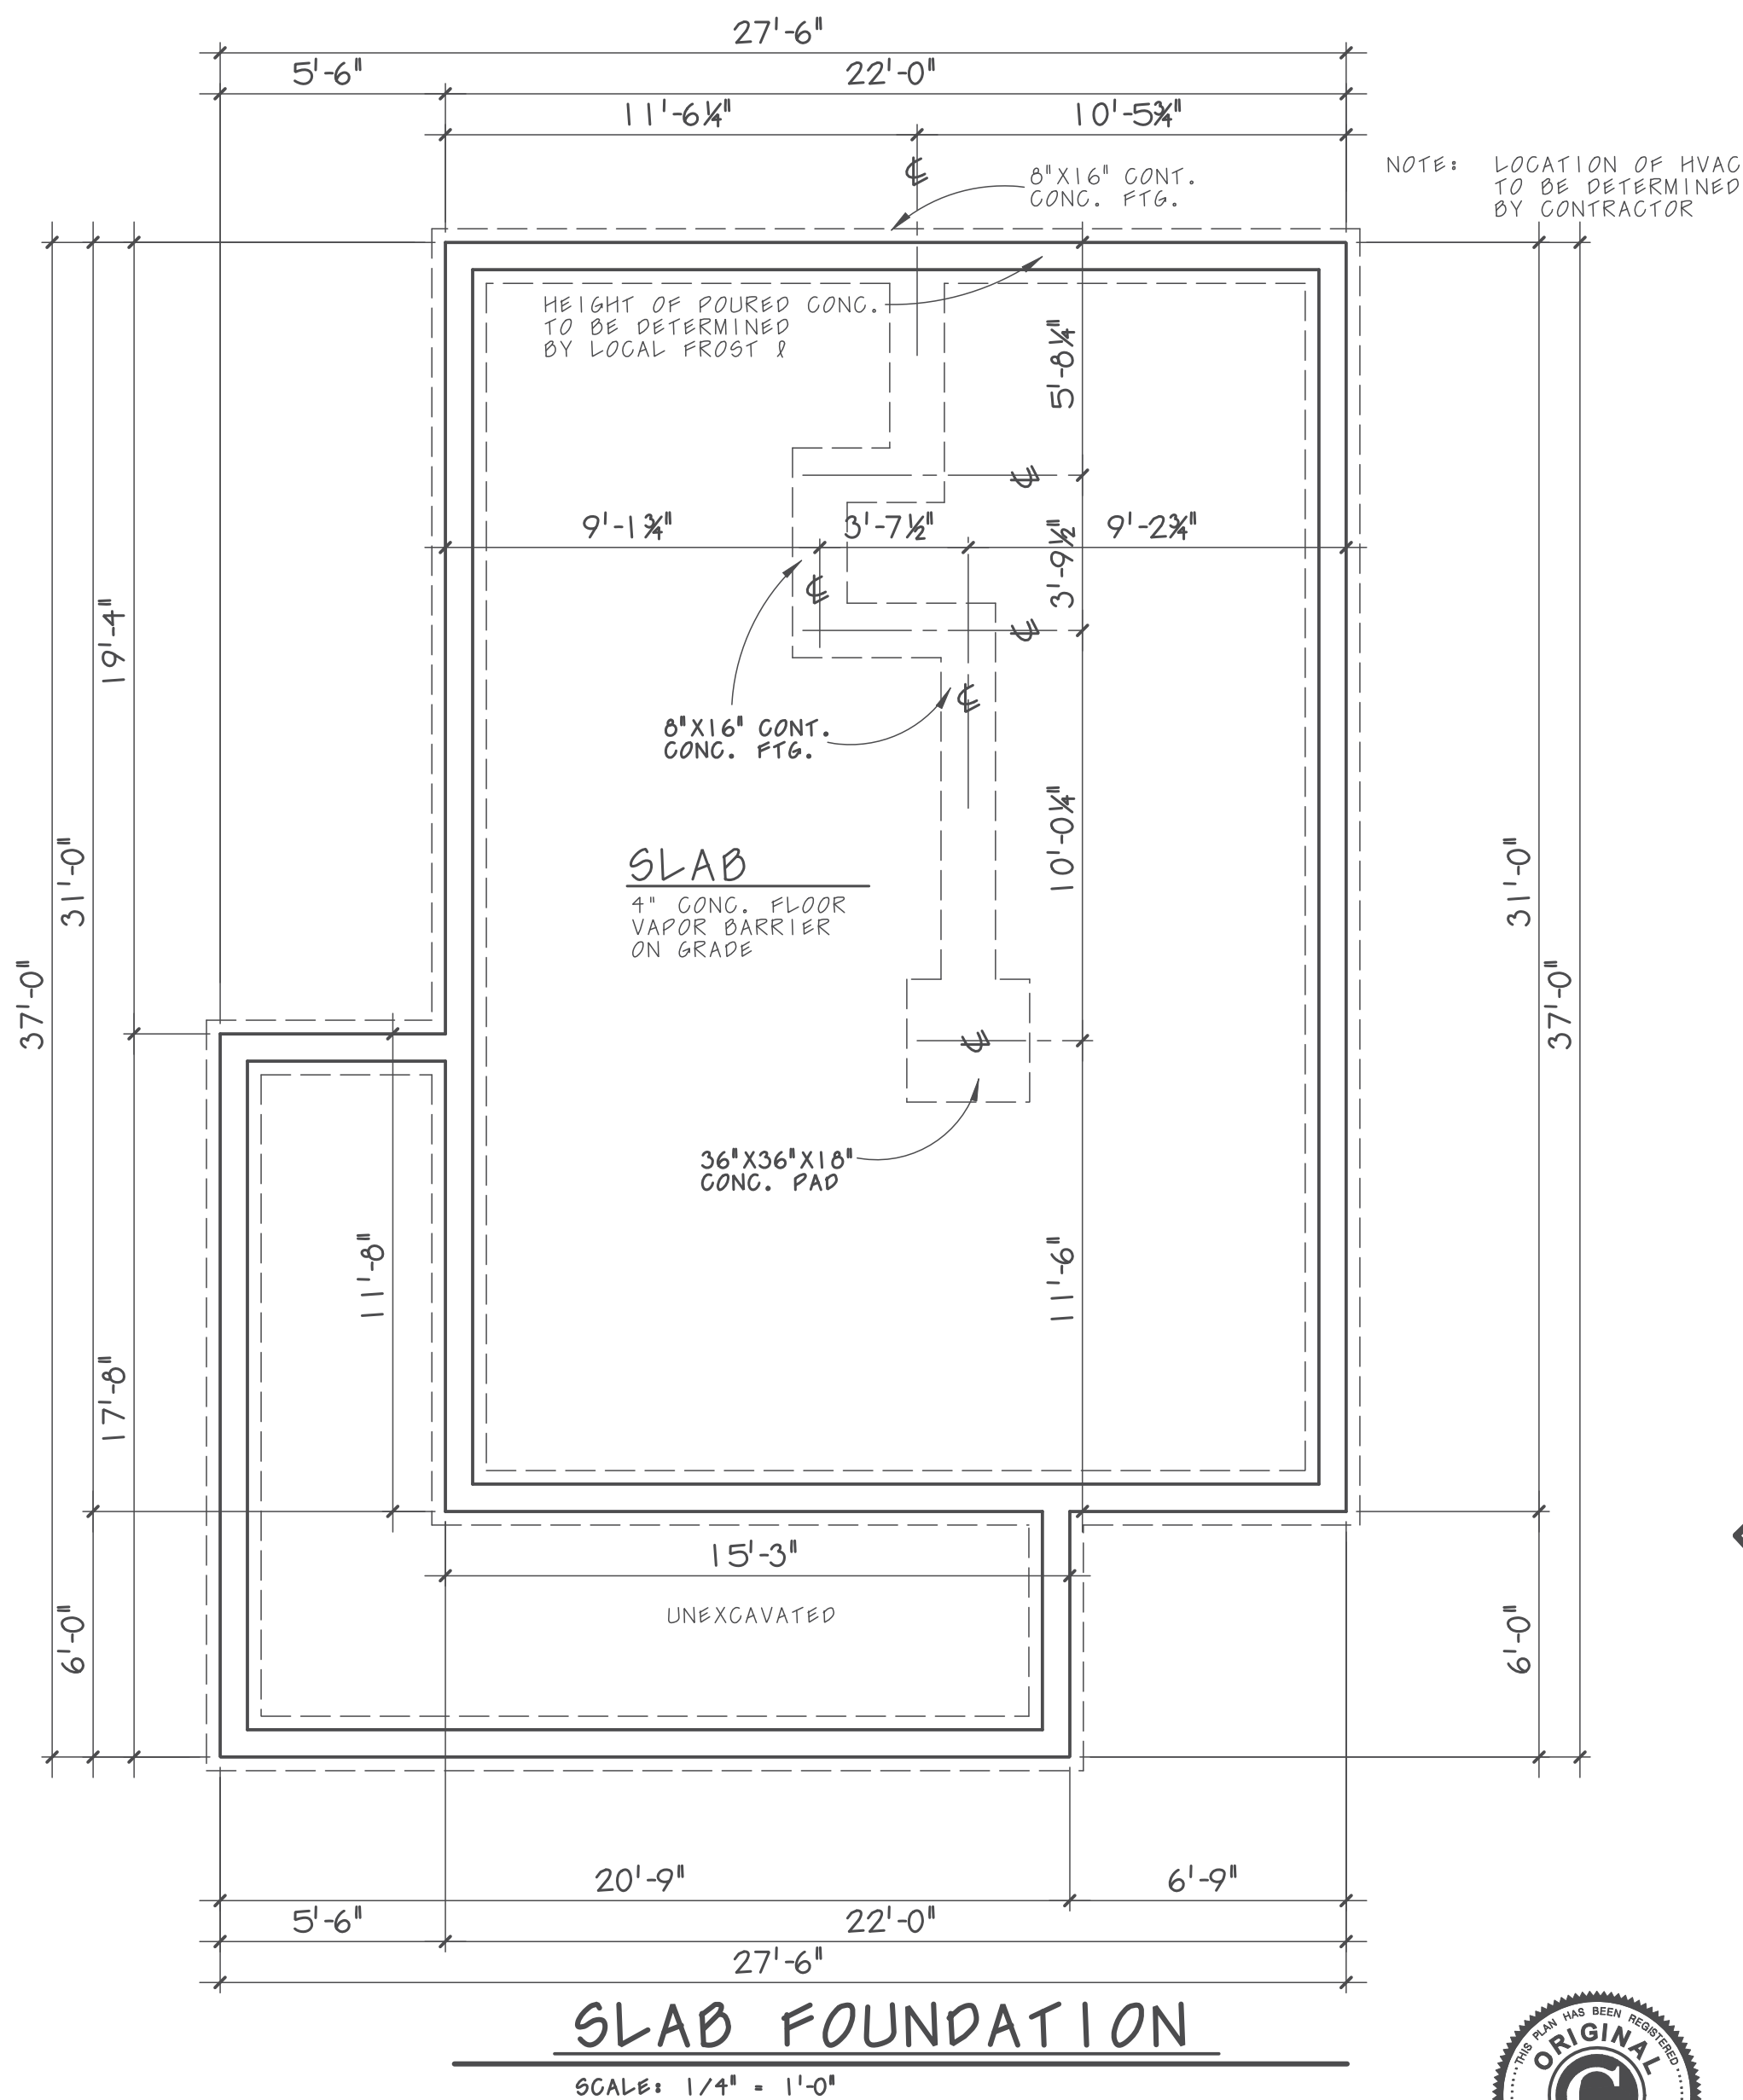 27'-6"
5'-6" 22'-0"
11'-6¼" 10'-5¾"
℄
8"X16" CONT.
CONC. FTG.
NOTE: LOCATION OF HVAC
TO BE DETERMINED
BY CONTRACTOR
HEIGHT OF POURED CONC.
TO BE DETERMINED
BY LOCAL FROST ℓ
5'-8¼"
℄
9'-1¾" 3'-7½" 9'-2¾"
3'-9½"
℄
℄
19'-4"
℄
8"X16" CONT.
CONC. FTG.
10'-0¼"
SLAB
4" CONC. FLOOR
VAPOR BARRIER
ON GRADE
31'-0"
31'-0"
37'-0"
37'-0"
℄
36"X36"X18"
CONC. PAD
11'-8"
11'-6"
17'-8"
15'-3"
UNEXCAVATED
6'-0"
6'-0"
20'-9" 6'-9"
5'-6" 22'-0"
27'-6"
SLAB FOUNDATION
SCALE: 1/4" = 1'-0"
THIS PLAN HAS BEEN REGISTERED
ORIGINAL
C